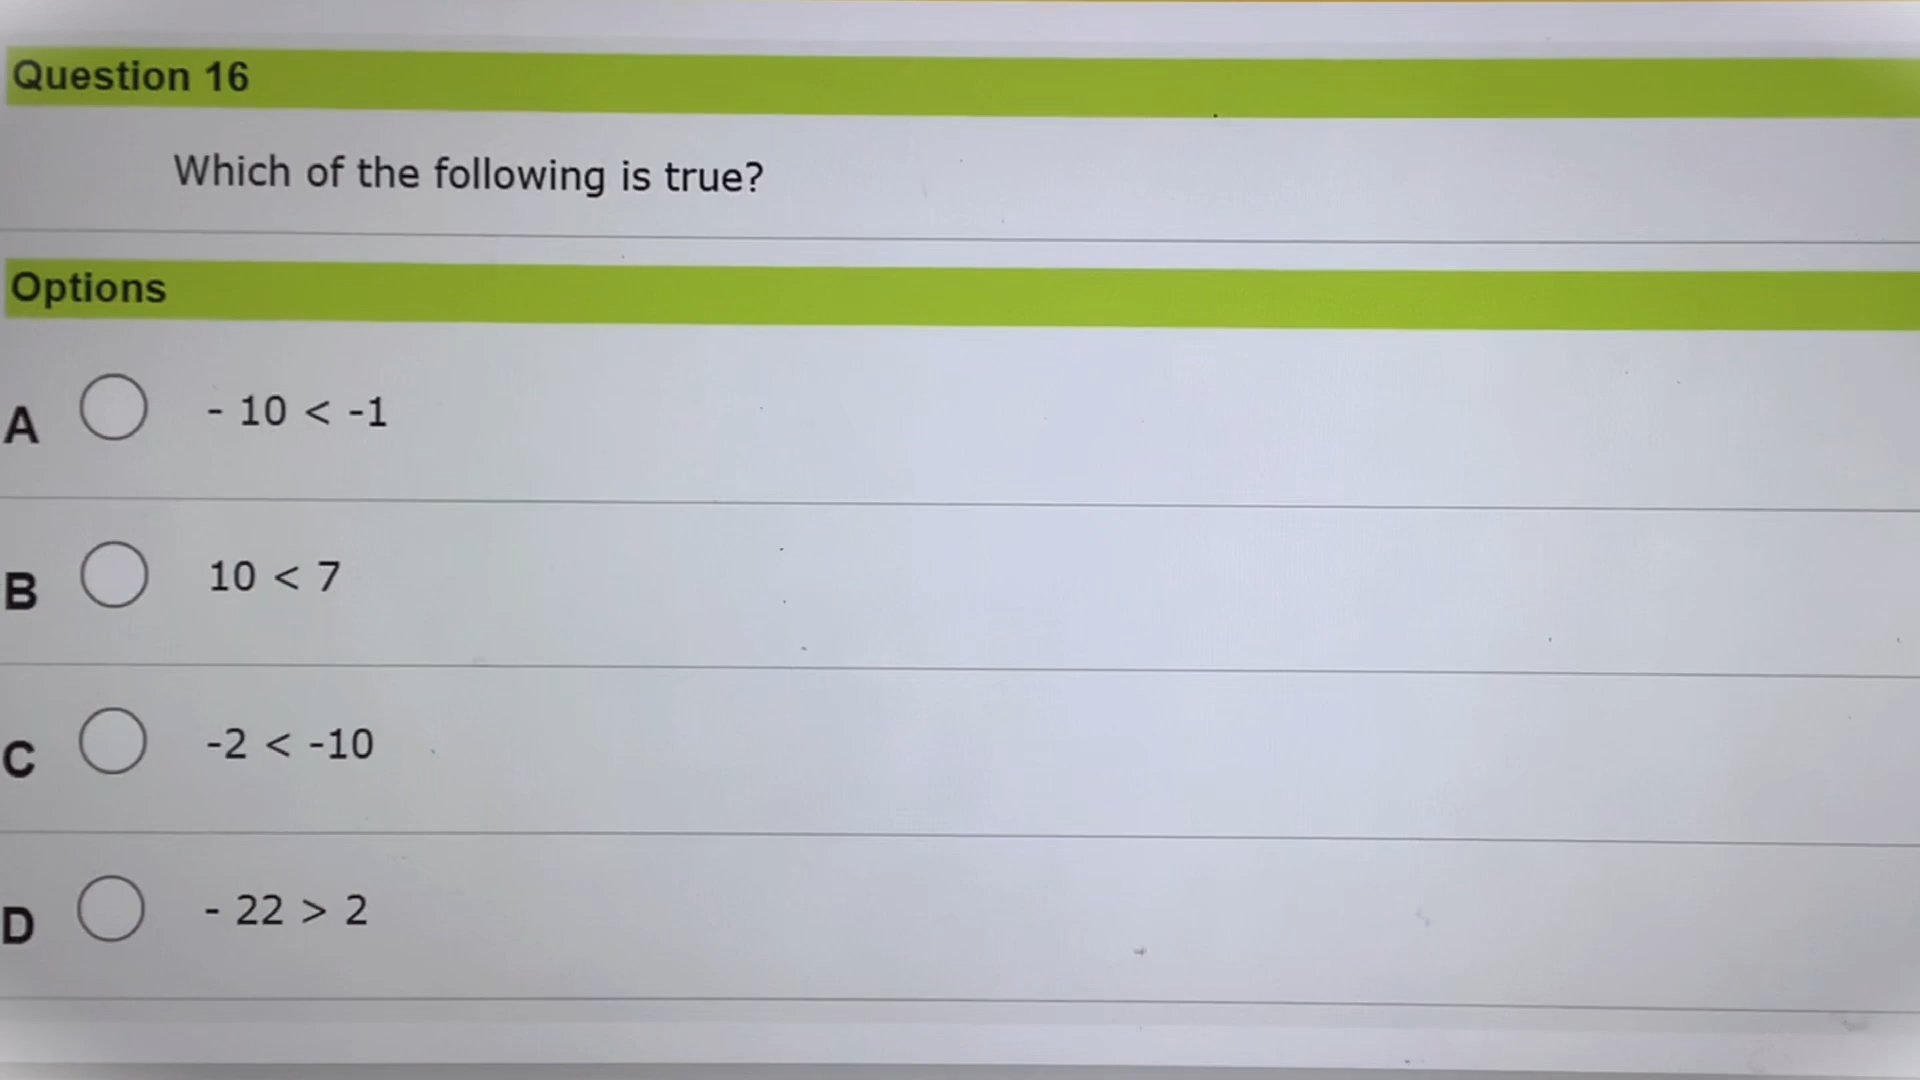 Question 16
Which of the following is true?
Options
A - 10 < -1
B 10 < 7
C -2 < -10
D - 22 > 2